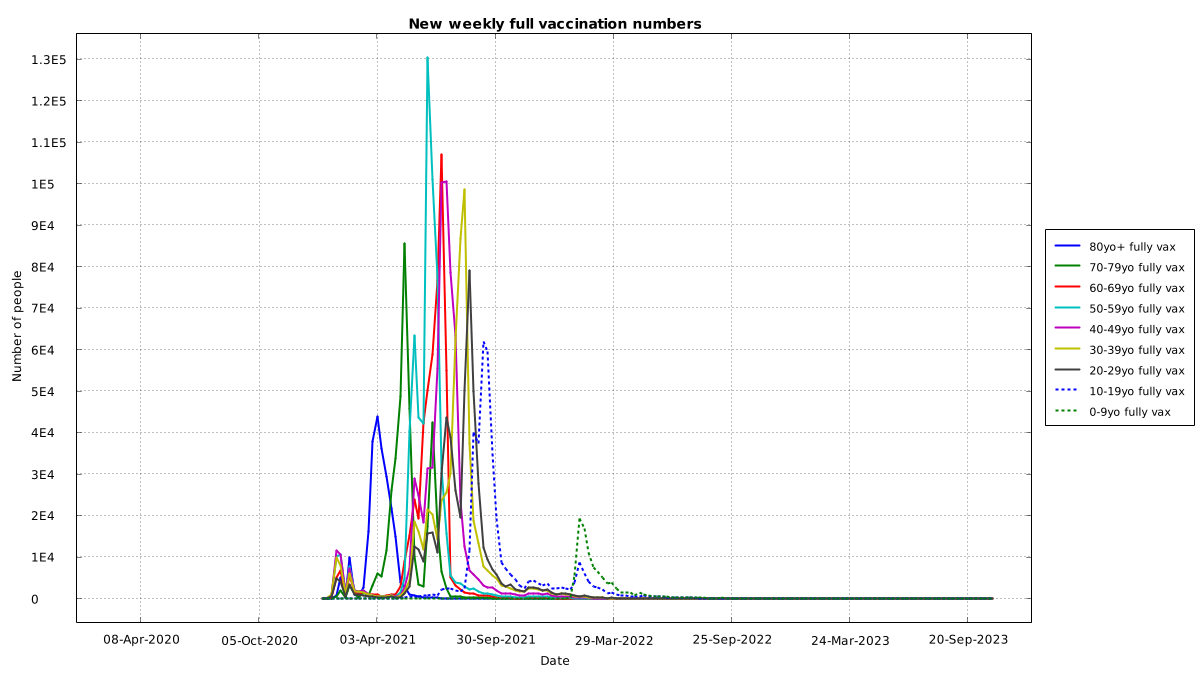 New weekly full vaccination numbers
1.3E5
1.2E5
1.1E5
1E5
9E4
8E4
7E4
6E4
5E4
4E4
3E4
2E4
1E4
0
Number of people
08-Apr-2020
05-Oct-2020
03-Apr-2021
30-Sep-2021
29-Mar-2022
25-Sep-2022
24-Mar-2023
20-Sep-2023
Date
80yo+ fully vax
70-79yo fully vax
60-69yo fully vax
50-59yo fully vax
40-49yo fully vax
30-39yo fully vax
20-29yo fully vax
10-19yo fully vax
0-9yo fully vax